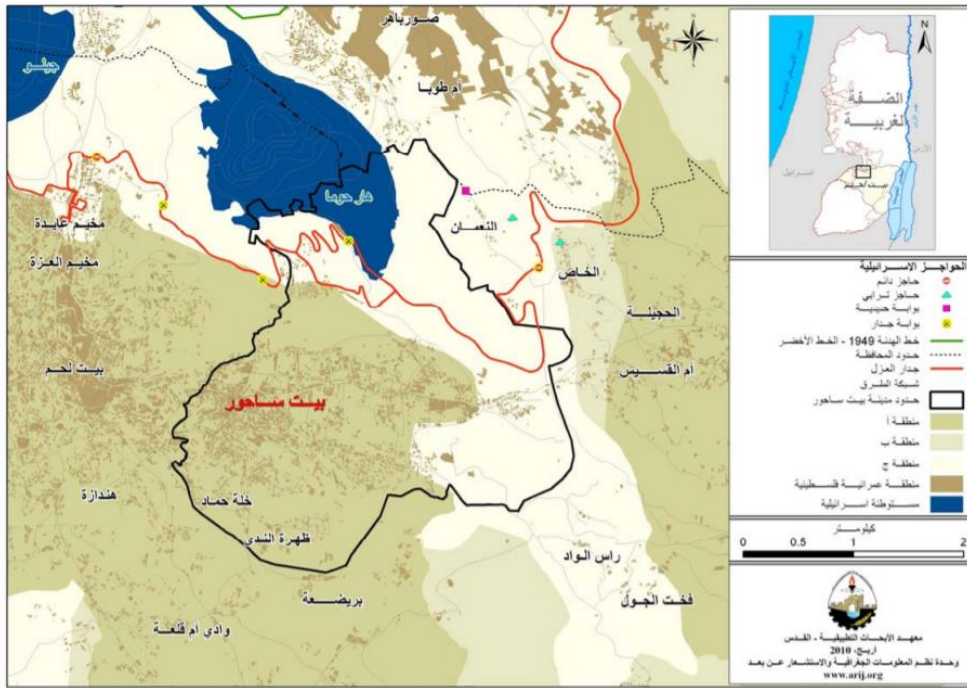 صورباهر
جيلو
أم طوبا
هار حوما
مخيم عايدة
مخيم العزة
النعمان
الخاص
الحجيلة
أم القسيس
بيت لحم
بيت ساحور
هندازة
خلة حماد
ظهرة الندى
بريضعة
وادي أم قلعة
راس الواد
فخت الجول
N
الضفة
الغربية
اسرائيل
الأردن
بيت لحم
الحواجز الاسرائيلية
حاجز دائم
حاجز ترابي
بوابة حديدية
بوابة جدار
خط الهدنة 1949 - الخط الأخضر
حدود المحافظة
جدار العزل
شبكة الطرق
حدود مدينة بيت ساحور
منطقة أ
منطقة ب
منطقة ج
منطقة عمرانية فلسطينية
مستوطنة اسرائيلية
كيلومتر
0 0.5 1 2
معهد الأبحاث التطبيقية - القدس
أريج، 2010
وحدة نظم المعلومات الجغرافية والاستشعار عن بعد
www.arij.org